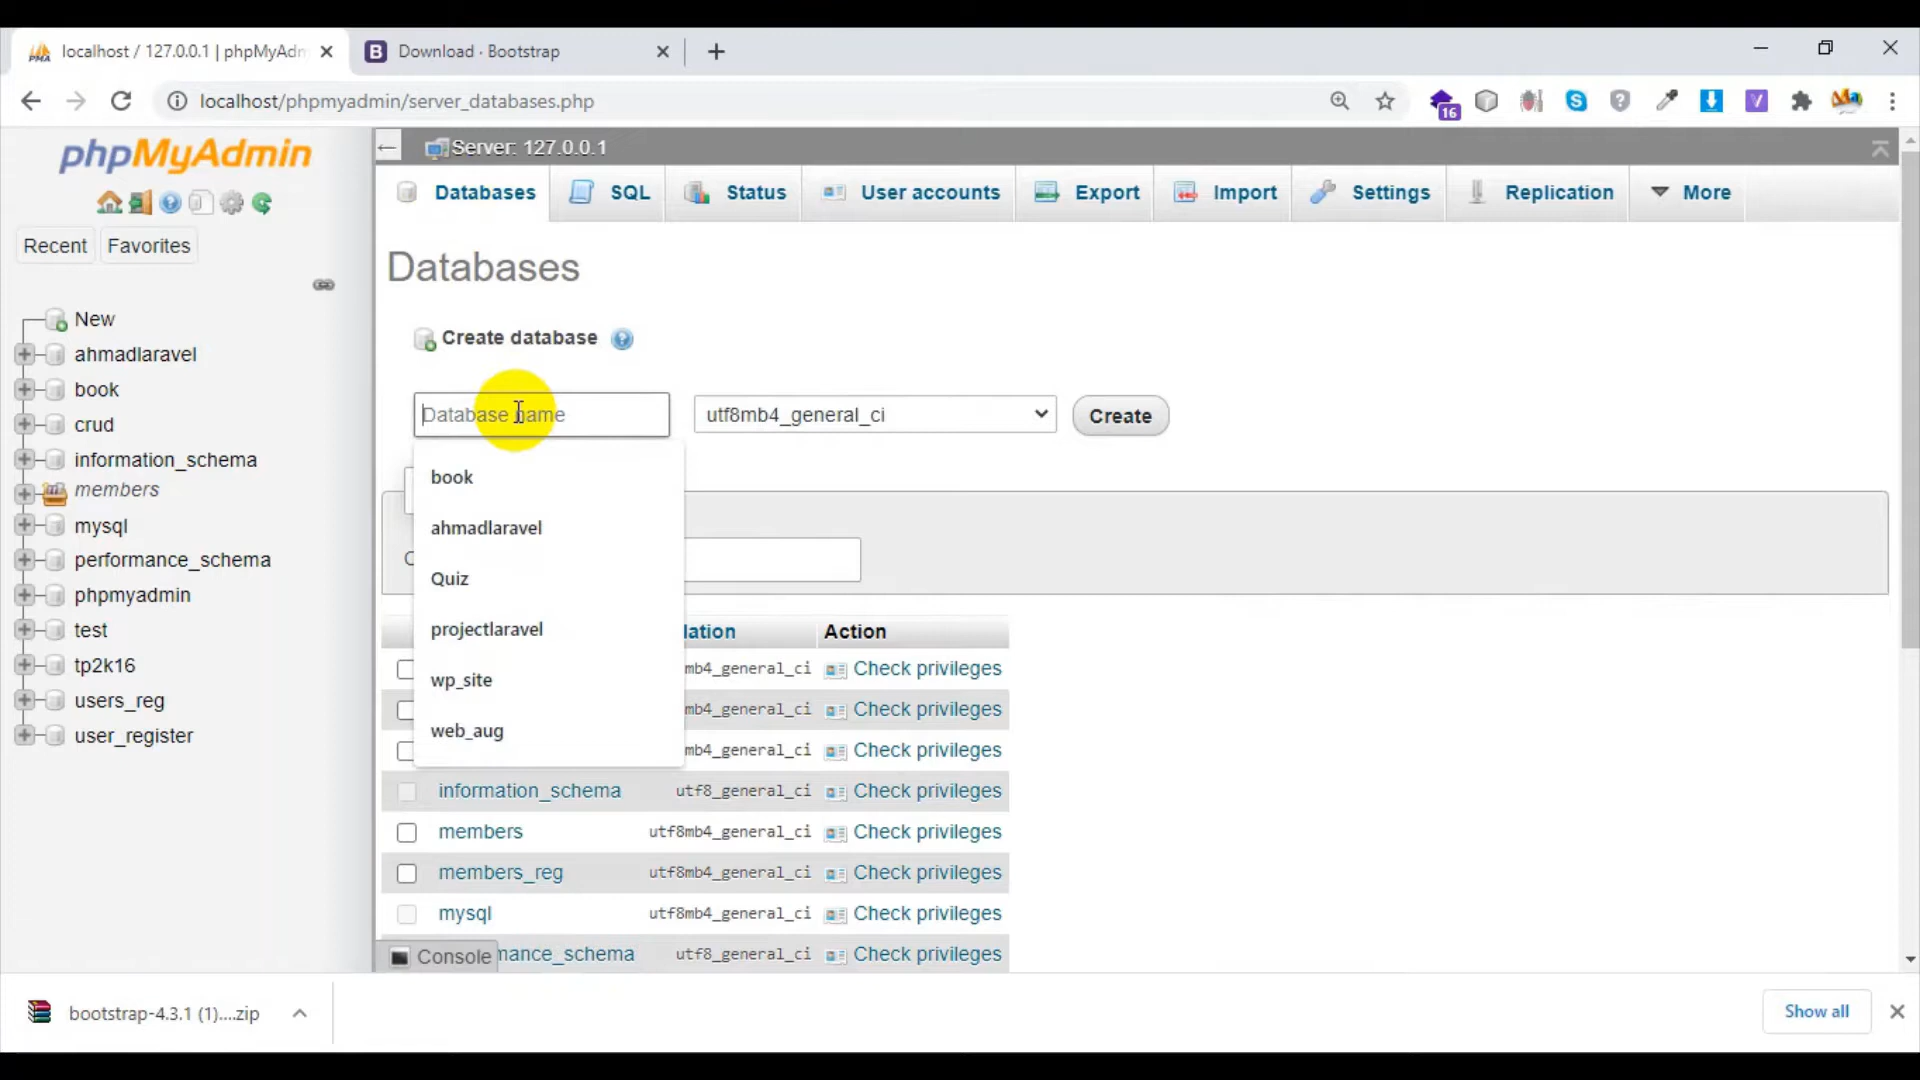 localhost / 127.0.0.1 | phpMyAdm
Download · Bootstrap
localhost/phpmyadmin/server_databases.php
16
phpMyAdmin
Recent
Favorites
New
ahmadlaravel
book
crud
information_schema
members
mysql
performance_schema
phpmyadmin
test
tp2k16
users_reg
user_register
Server: 127.0.0.1
Databases
SQL
Status
User accounts
Export
Import
Settings
Replication
More
Databases
Create database
Database name
utf8mb4_general_ci
Create
book
ahmadlaravel
Quiz
projectlaravel
wp_site
web_aug
lation Action
mb4_general_ci Check privileges
mb4_general_ci Check privileges
mb4_general_ci Check privileges
information_schema utf8_general_ci Check privileges
members utf8mb4_general_ci Check privileges
members_reg utf8mb4_general_ci Check privileges
mysql utf8mb4_general_ci Check privileges
mance_schema utf8_general_ci Check privileges
Console
bootstrap-4.3.1 (1)....zip
Show all